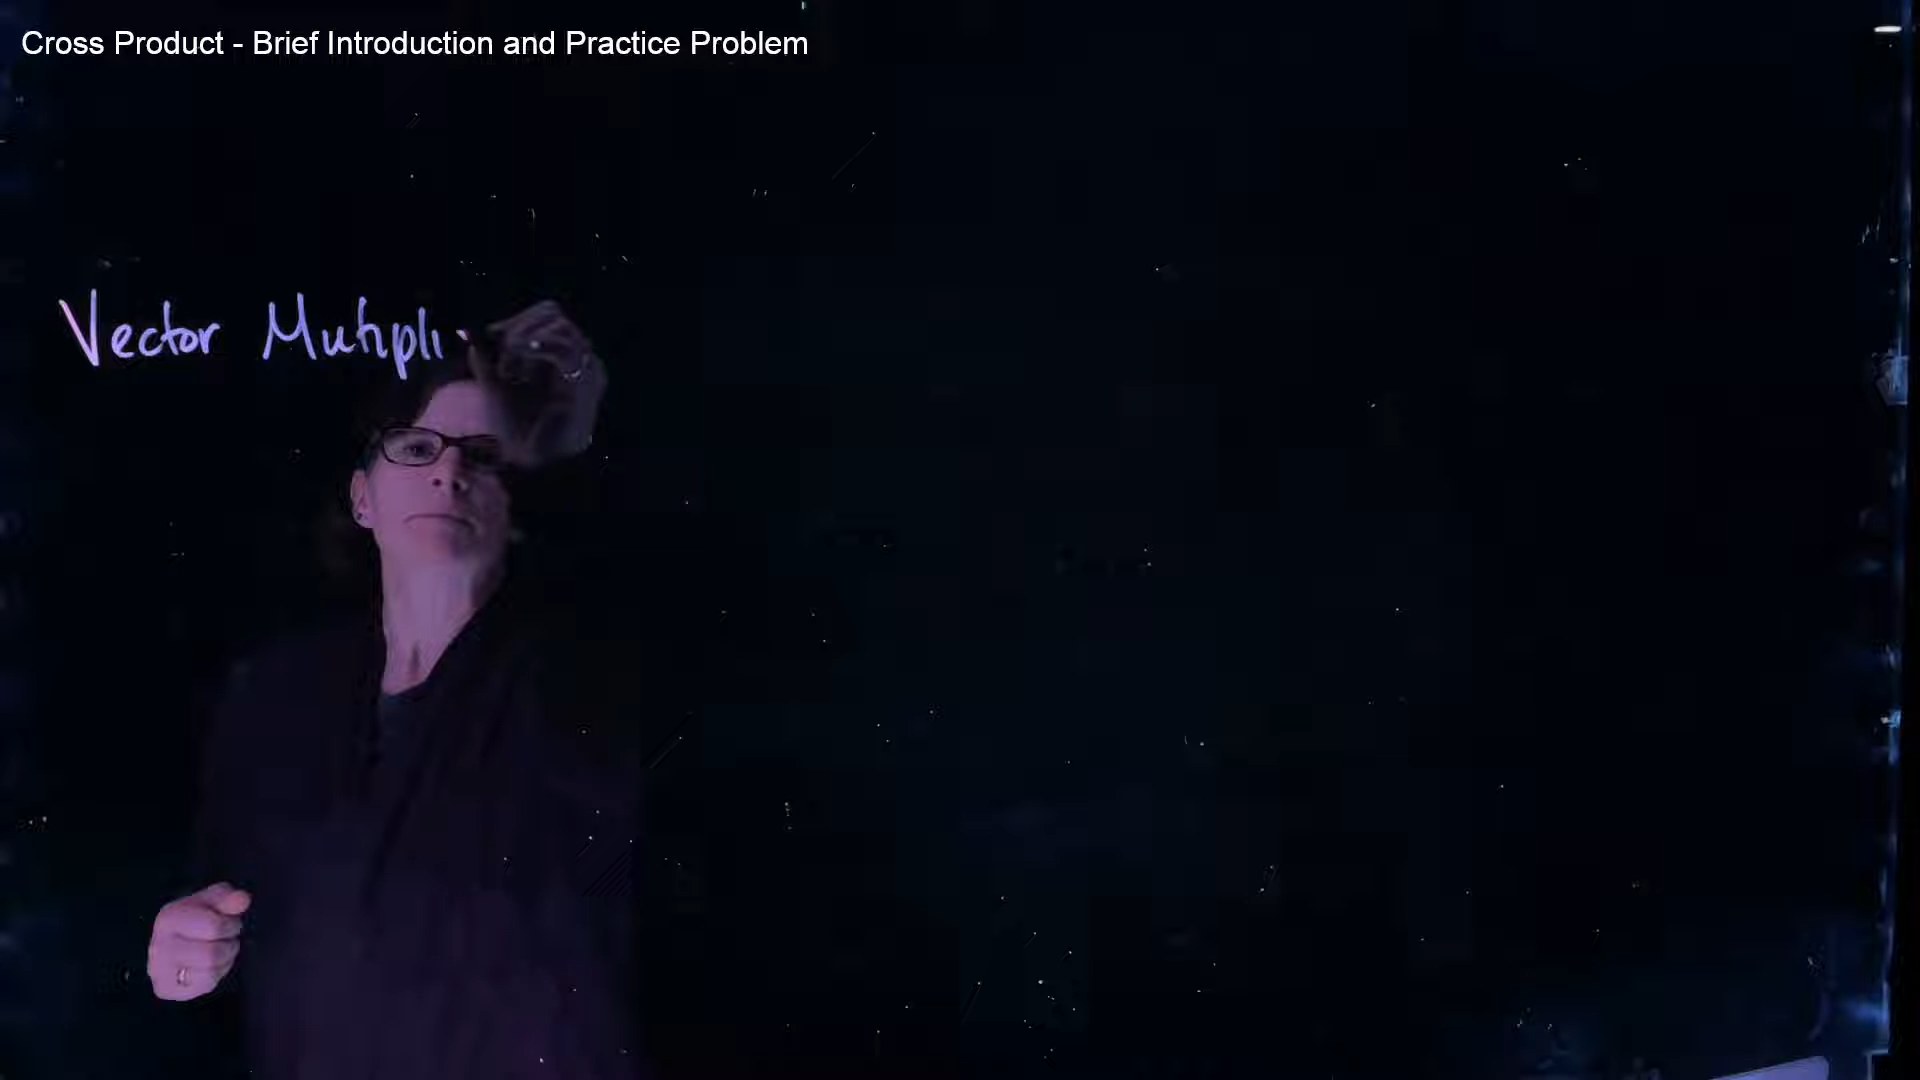 Cross Product - Brief Introduction and Practice Problem
Vector Mutipli